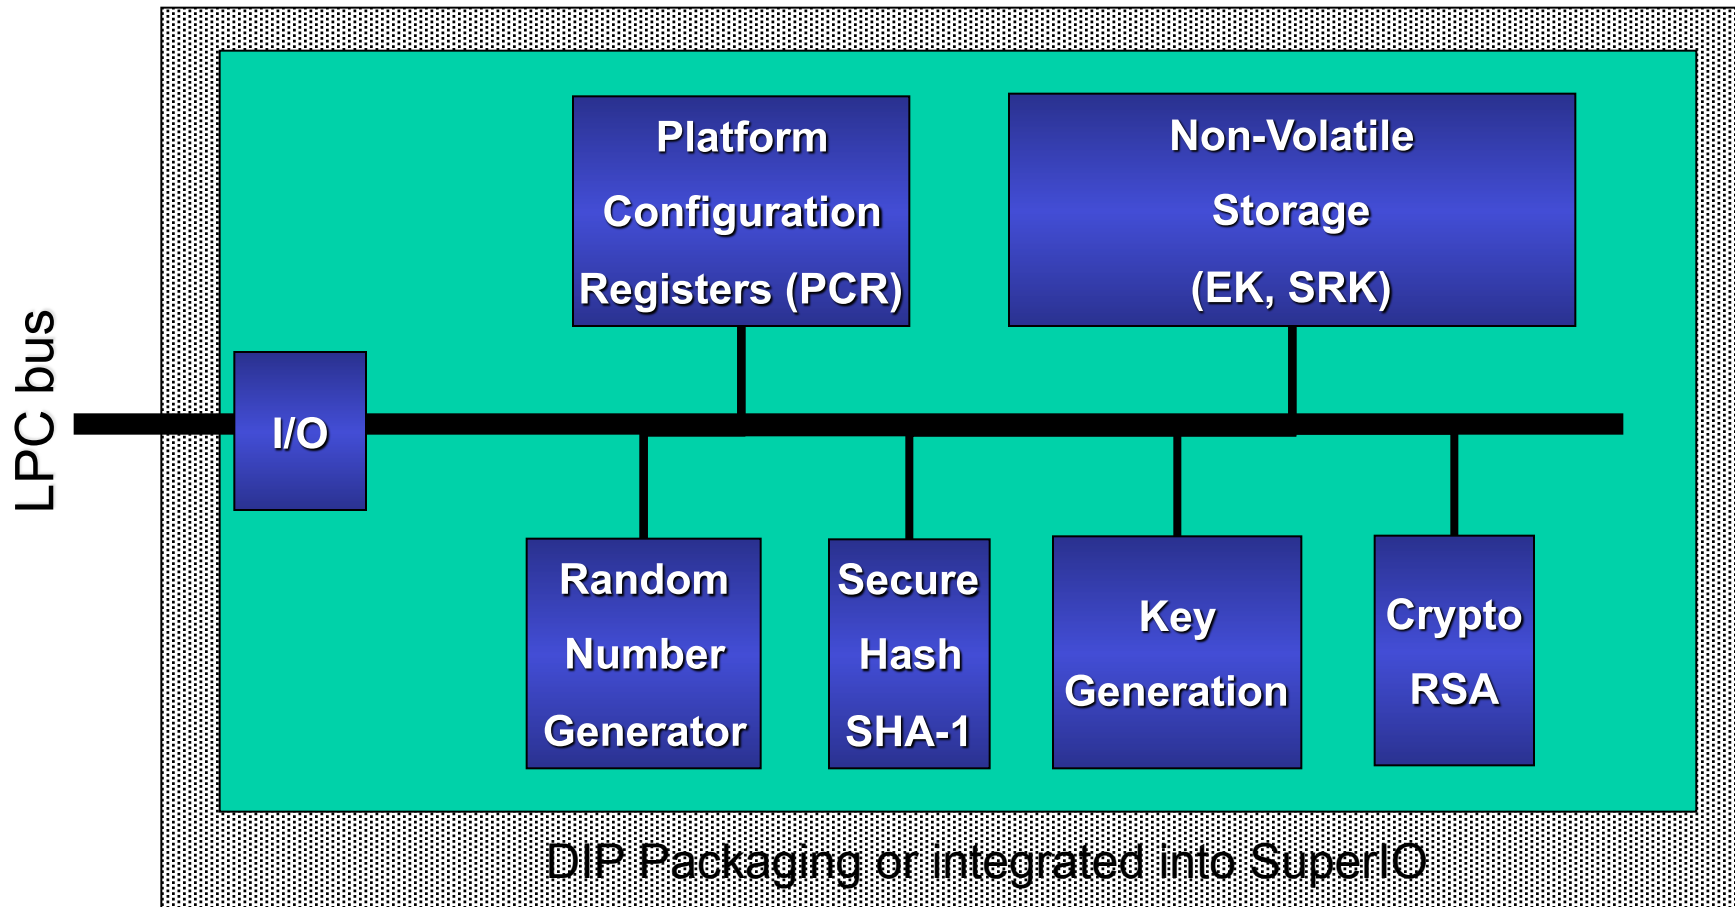 LPC bus
I/O
Platform
Configuration
Registers (PCR)
Non-Volatile
Storage
(EK, SRK)
Random
Number
Generator
Secure
Hash
SHA-1
Key
Generation
Crypto
RSA
DIP Packaging or integrated into SuperIO